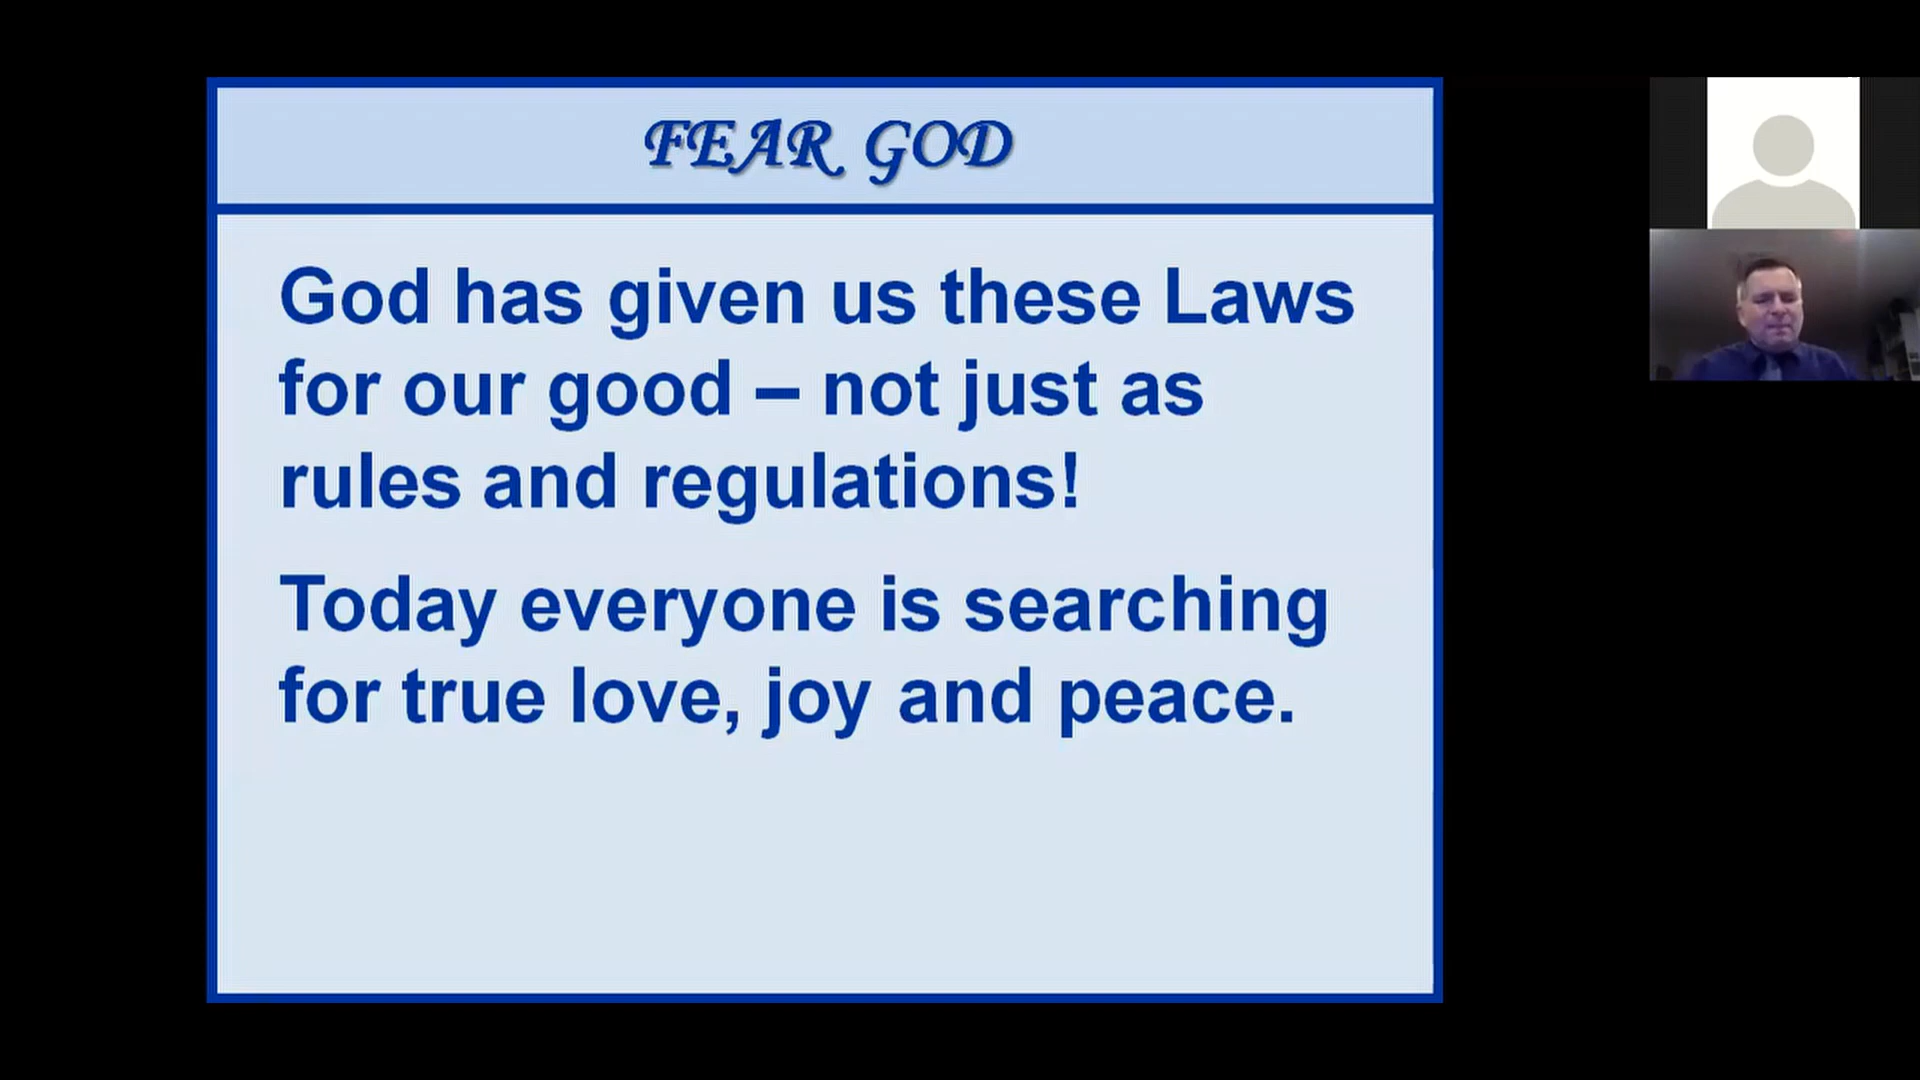 FEAR GOD
God has given us these Laws
for our good – not just as
rules and regulations!
Today everyone is searching
for true love, joy and peace.